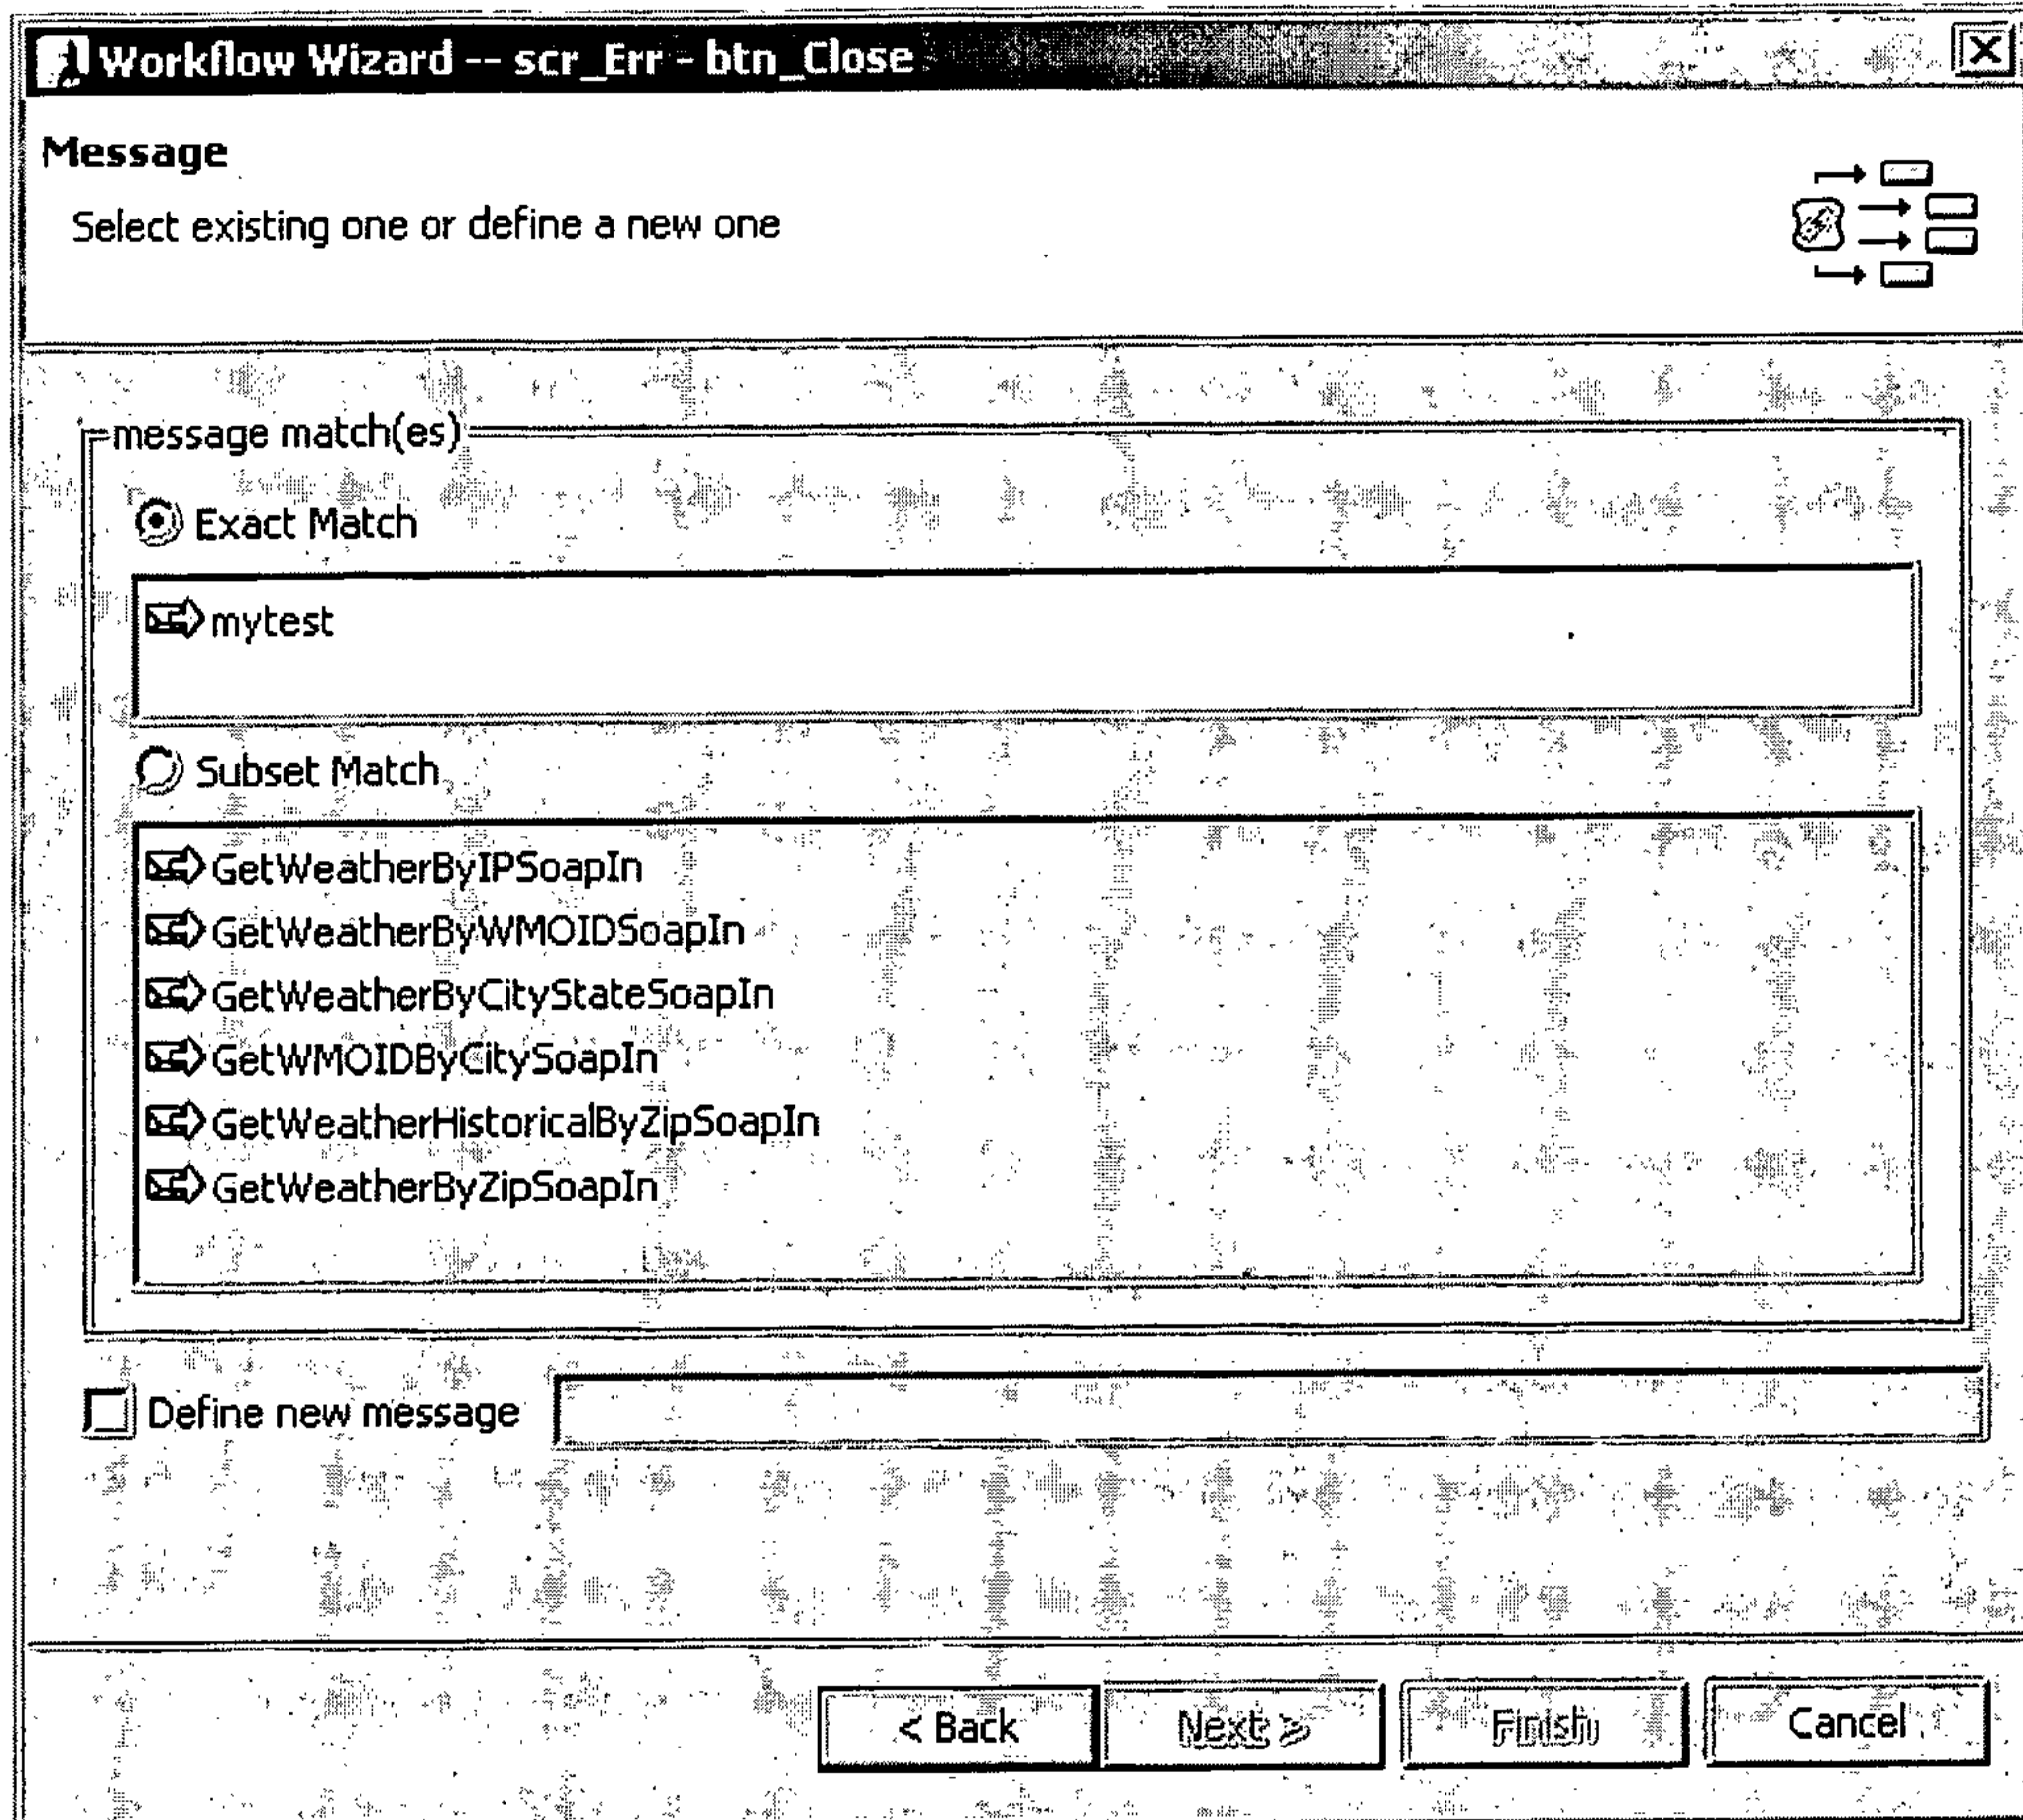 Workflow Wizard -- scr_Err - btn_Close
Message
Select existing one or define a new one
message match(es)
Exact Match
mytest
Subset Match
GetWeatherByIPSoapIn
GetWeatherByWMOIDSoapIn
GetWeatherByCityStateSoapIn
GetWMOIDByCitySoapIn
GetWeatherHistoricalByZipSoapIn
GetWeatherByZipSoapIn
Define new message
< Back Next > Finish Cancel